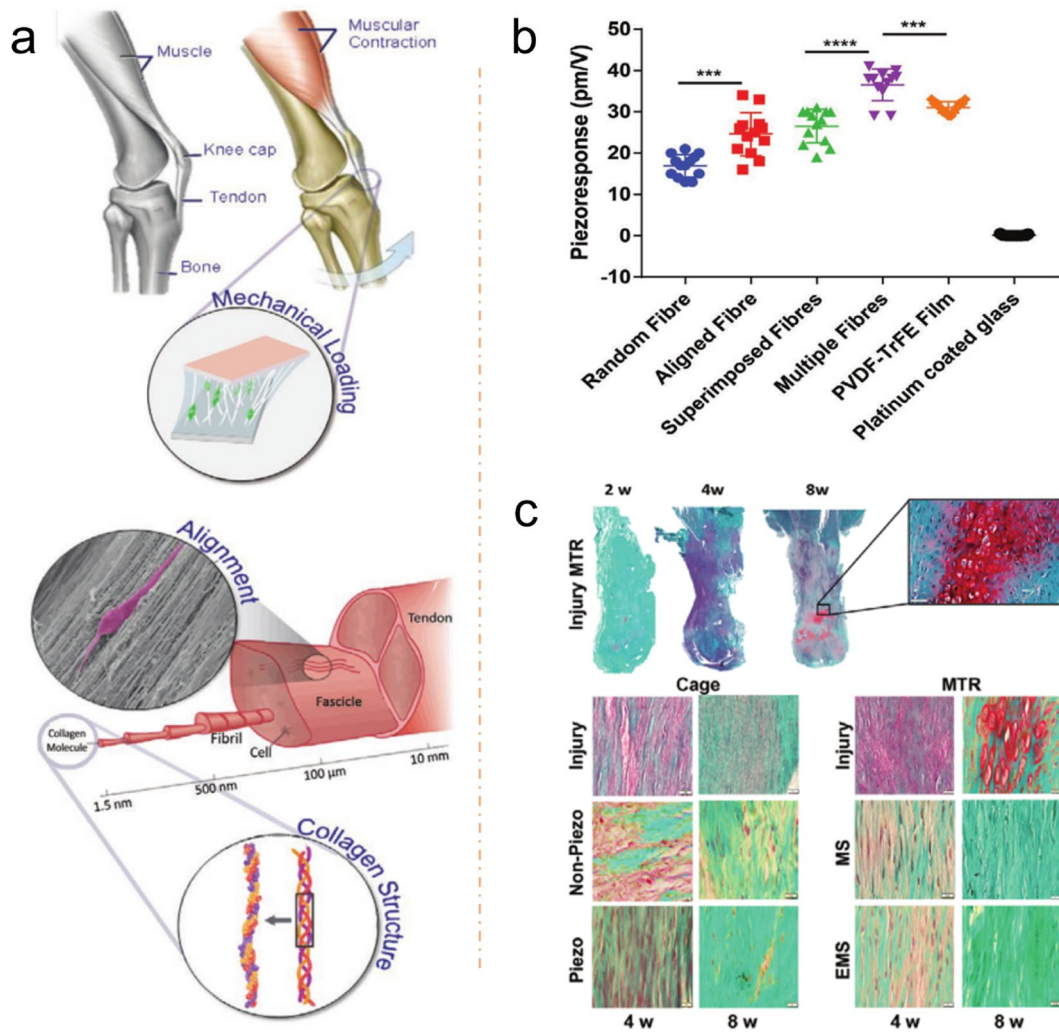 a
Muscle
Knee cap
Tendon
Bone
Muscular
Contraction
Mechanical Loading
Alignment
Tendon
Fascicle
Fibril
Cell
Collagen
Molecule
1.5 nm
500 nm
100 µm
10 mm
Collagen Structure
b
Piezoresponse (pm/V)
50
40
30
20
10
0
-10
***
****
***
Random Fibre
Aligned Fibre
Superimposed Fibres
Multiple Fibres
PVDF-TrFE Film
Platinum coated glass
c
2 w
4w
8w
Injury MTR
Cage
MTR
Injury
Non-Piezo
Piezo
Injury
MS
EMS
4 w
8 w
4 w
8 w